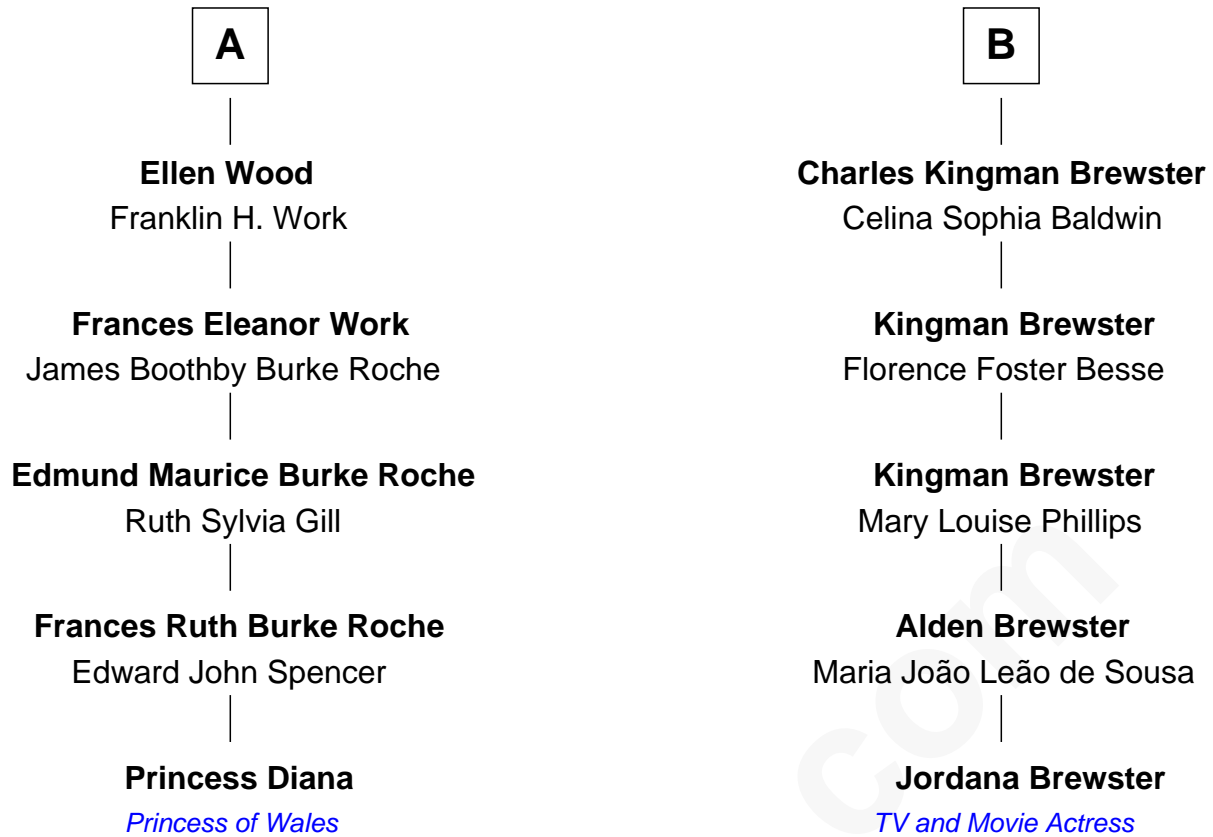 A
Ellen Wood
Franklin H. Work
Frances Eleanor Work
James Boothby Burke Roche
Edmund Maurice Burke Roche
Ruth Sylvia Gill
Frances Ruth Burke Roche
Edward John Spencer
Princess Diana
Princess of Wales
B
Charles Kingman Brewster
Celina Sophia Baldwin
Kingman Brewster
Florence Foster Besse
Kingman Brewster
Mary Louise Phillips
Alden Brewster
Maria João Leão de Sousa
Jordana Brewster
TV and Movie Actress
com